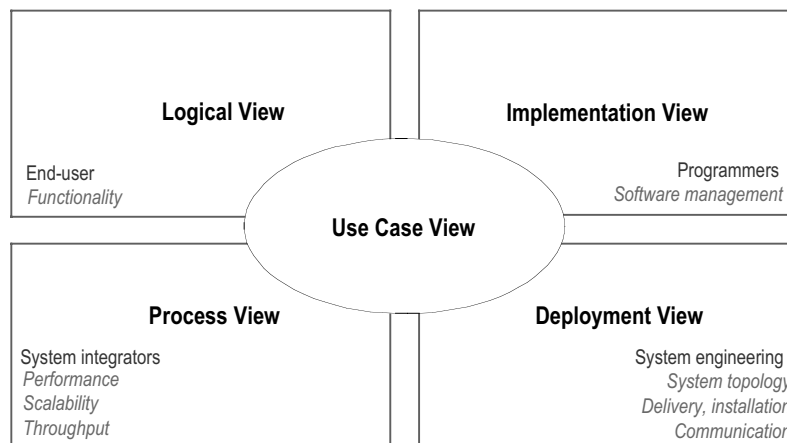 Logical View
End-user
Functionality
Implementation View
Programmers
Software management
Use Case View
Process View
System integrators
Performance
Scalability
Throughput
Deployment View
System engineering
System topology
Delivery, installation
Communication